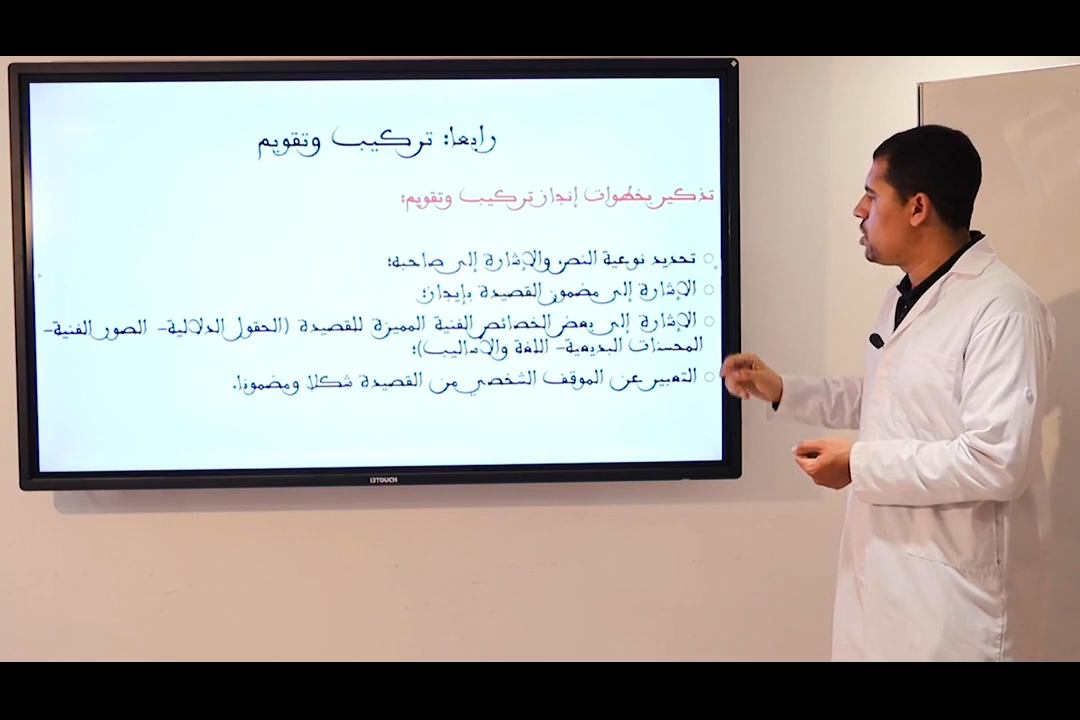 رابعا: تركيب وتقويم
تذكير بخطوات إنجاز تركيب وتقويم:
تحديد نوعية النص والإشارة إلى صاحبه؛
الإشارة إلى مضمون القصيدة بإيجاز؛
الإشارة إلى بعض الخصائص الفنية المميزة للقصيدة (الحقول الدلالية- الصور الفنية-
المحسنات البديعية- اللغة والأساليب)؛
التعبير عن الموقف الشخصي من القصيدة شكلا ومضمونا.
I3TOUCH